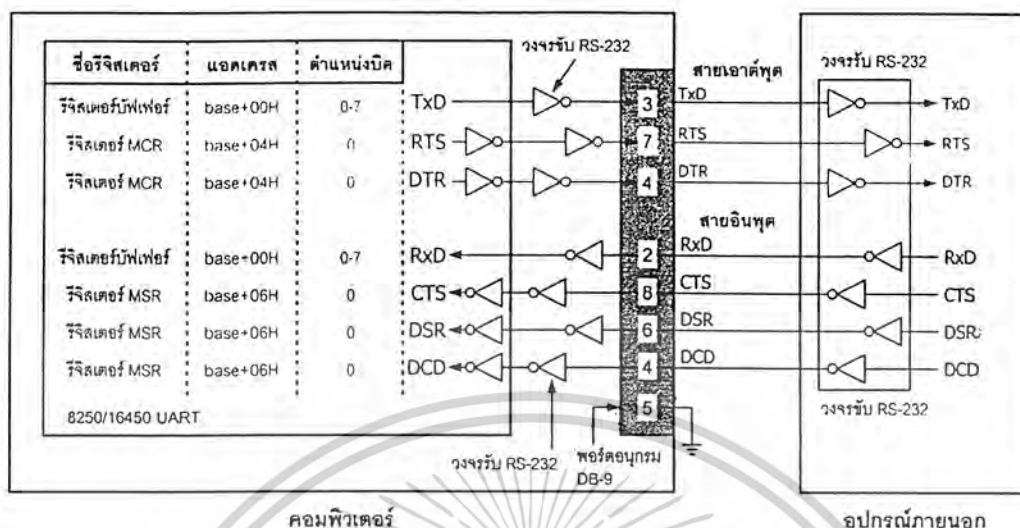 วงจรขับ RS-232
ชื่อรีจิสเตอร์ แอดเดรส ตำแหน่งบิต
สายเอาต์พุต
วงจรรับ RS-232
รีจิสเตอร์บัฟเฟอร์ base+00H 0-7 TxD 3 TxD TxD
รีจิสเตอร์ MCR base+04H 0 RTS 7 RTS RTS
รีจิสเตอร์ MCR base+04H 0 DTR 4 DTR DTR
สายอินพุต
รีจิสเตอร์บัฟเฟอร์ base+00H 0-7 RxD 2 RxD RxD
รีจิสเตอร์ MSR base+06H 0 CTS 8 CTS CTS
รีจิสเตอร์ MSR base+06H 0 DSR 6 DSR DSR
รีจิสเตอร์ MSR base+06H 0 DCD 4 DCD DCD
8250/16450 UART
5
วงจรขับ RS-232
วงจรรับ RS-232
พอร์ตอนุกรม
DB-9
คอมพิวเตอร์
อุปกรณ์ภายนอก